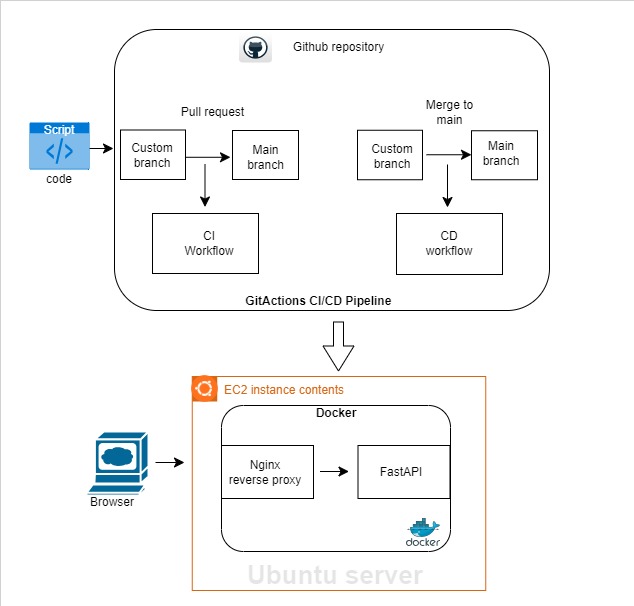 Github repository
Pull request
Merge to
main
Script
</>
code
Custom
branch
Main
branch
Custom
branch
Main
branch
CI
Workflow
CD
workflow
GitActions CI/CD Pipeline
EC2 instance contents
Docker
Nginx
reverse proxy
FastAPI
Browser
docker
Ubuntu server